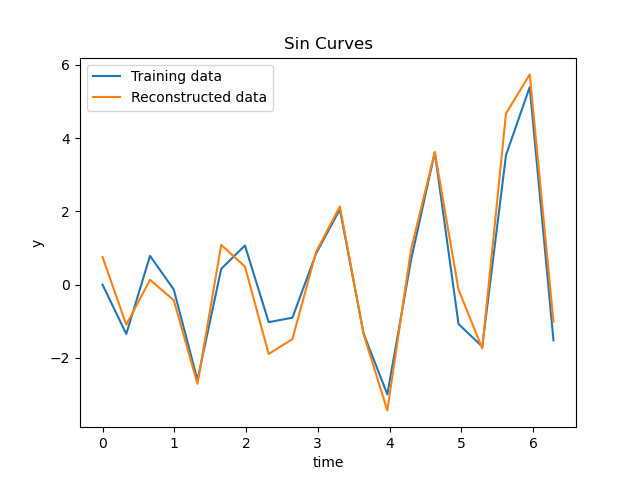 Sin Curves
Training data
Reconstructed data
6
4
2
0
−2
y
0 1 2 3 4 5 6
time